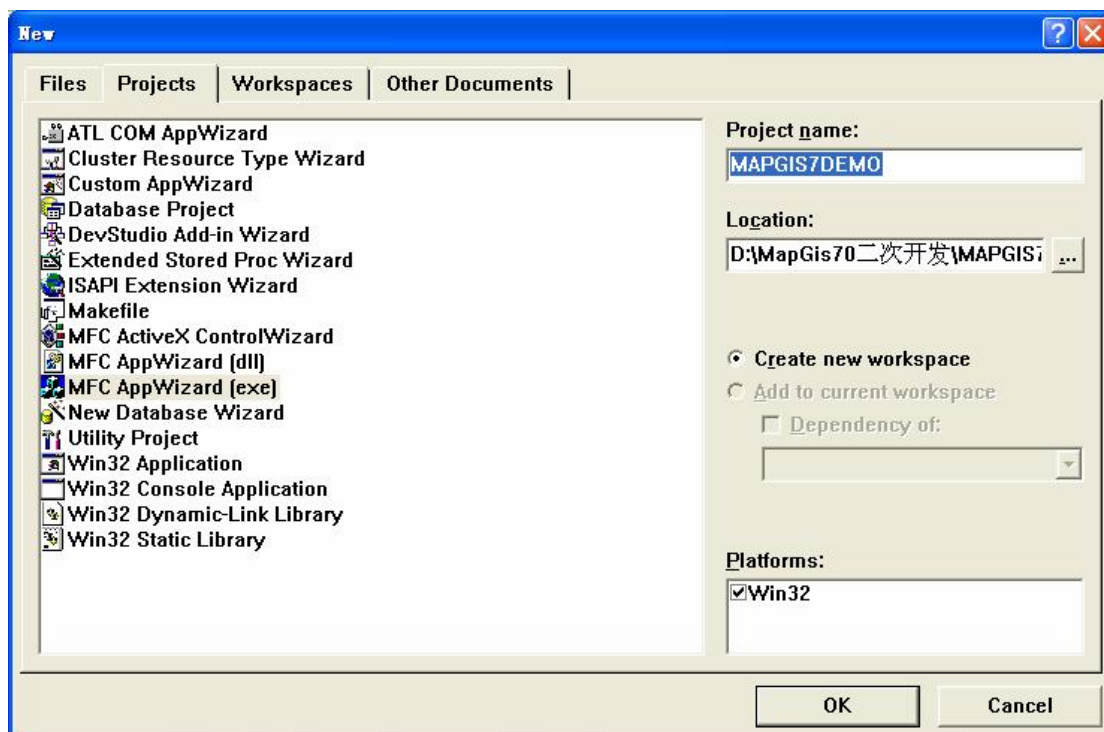 New
Files
Projects
Workspaces
Other Documents
ATL COM AppWizard
Cluster Resource Type Wizard
Custom AppWizard
Database Project
DevStudio Add-in Wizard
Extended Stored Proc Wizard
ISAPI Extension Wizard
Makefile
MFC ActiveX ControlWizard
MFC AppWizard (dll)
MFC AppWizard (exe)
New Database Wizard
Utility Project
Win32 Application
Win32 Console Application
Win32 Dynamic-Link Library
Win32 Static Library
Project name:
MAPGIS7DEMO
Location:
D:\MapGis70二次开发\MAPGIS7
...
Create new workspace
Add to current workspace
Dependency of:
Platforms:
Win32
OK
Cancel